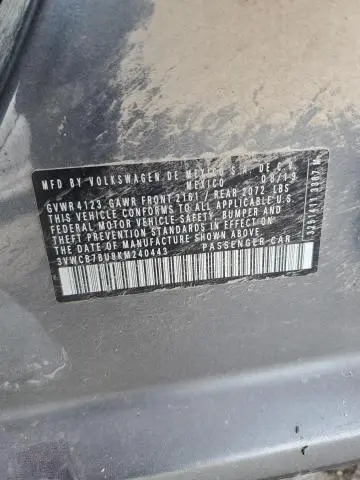 MFD BY VOLKSWAGEN DE MEXICO S.A. DE C.V.
MEXICO 08/19
GVWR 4123 GAWR FRONT 2161 REAR 2072 LBS
THIS VEHICLE CONFORMS TO ALL APPLICABLE U.S.
FEDERAL MOTOR VEHICLE-SAFETY, BUMPER AND
THEFT PREVENTION STANDARDS IN EFFECT ON
THE DATE OF MANUFACTURE SHOWN ABOVE.
3VWCB7BU8KM240443 PASSENGER CAR